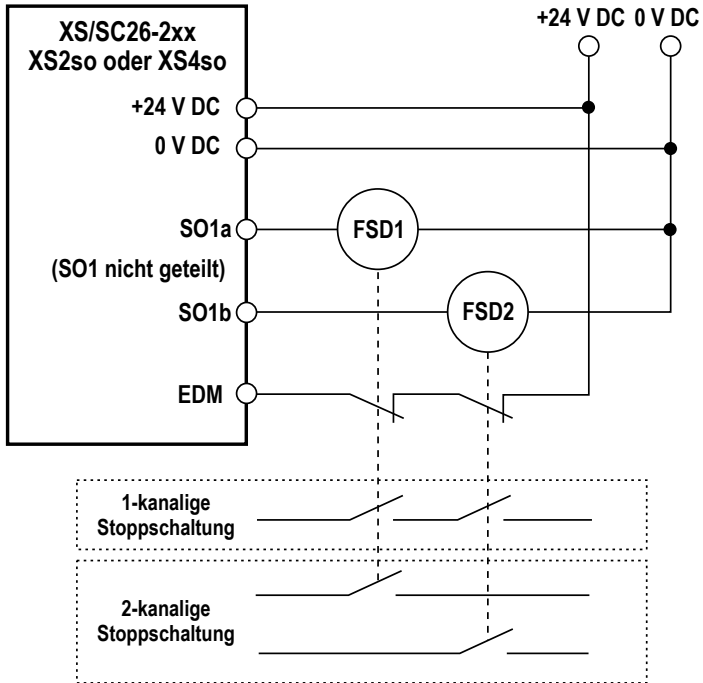 XS/SC26-2xx
XS2so oder XS4so
+24 V DC 0 V DC
+24 V DC
0 V DC
SO1a
FSD1
(SO1 nicht geteilt)
SO1b
FSD2
EDM
1-kanalige
Stoppschaltung
2-kanalige
Stoppschaltung